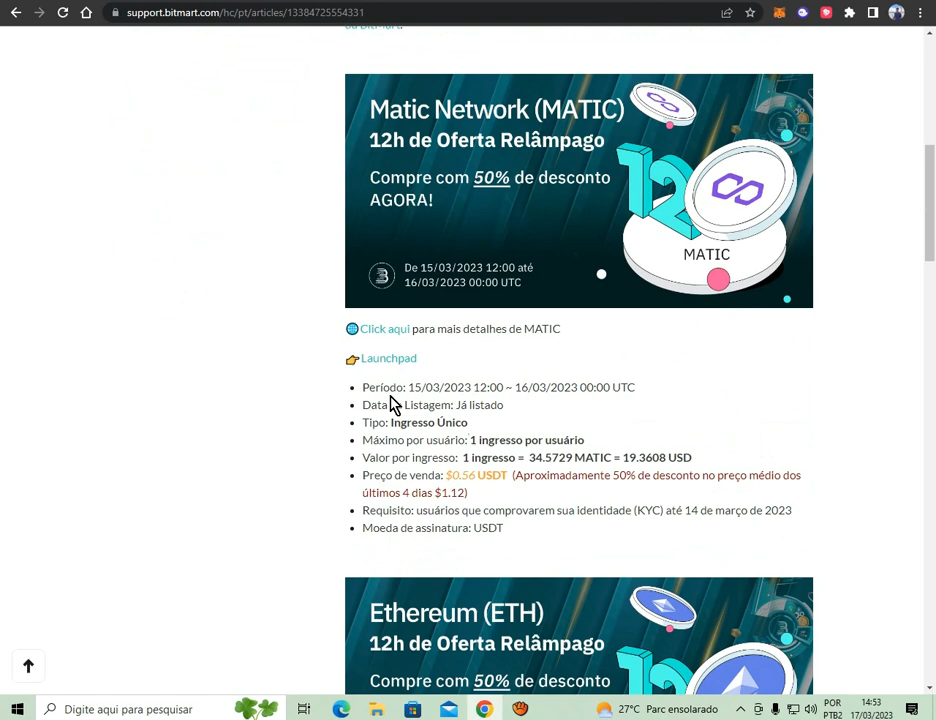 support.bitmart.com/hc/pt/articles/13384725554331
da BitMart.
Matic Network (MATIC)
12h de Oferta Relâmpago
Compre com 50% de desconto
AGORA!
12
MATIC
De 15/03/2023 12:00 até
16/03/2023 00:00 UTC
Click aqui para mais detalhes de MATIC
Launchpad
Período: 15/03/2023 12:00 ~ 16/03/2023 00:00 UTC
Data Listagem: Já listado
Tipo: Ingresso Único
Máximo por usuário: 1 ingresso por usuário
Valor por ingresso: 1 ingresso = 34.5729 MATIC = 19.3608 USD
Preço de venda: $0.56 USDT (Aproximadamente 50% de desconto no preço médio dos
últimos 4 dias $1.12)
Requisito: usuários que comprovarem sua identidade (KYC) até 14 de março de 2023
Moeda de assinatura: USDT
Ethereum (ETH)
12h de Oferta Relâmpago
Compre com 50% de desconto
12
Digite aqui para pesquisar
27°C Parc ensolarado
POR
PTB2
14:53
17/03/2023